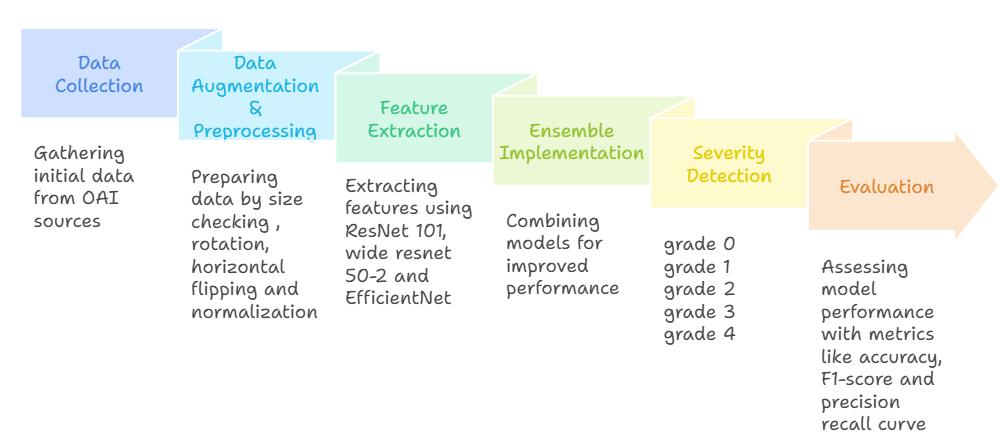 Data
Collection
Gathering
initial data
from OAI
sources
Data
Augmentation
&
Preprocessing
Preparing
data by size
checking ,
rotation,
horizontal
flipping and
normalization
Feature
Extraction
Extracting
features using
ResNet 101,
wide resnet
50-2 and
EfficientNet
Ensemble
Implementation
Combining
models for
improved
performance
Severity
Detection
grade 0
grade 1
grade 2
grade 3
grade 4
Evaluation
Assessing
model
performance
with metrics
like accuracy,
F1-score and
precision
recall curve